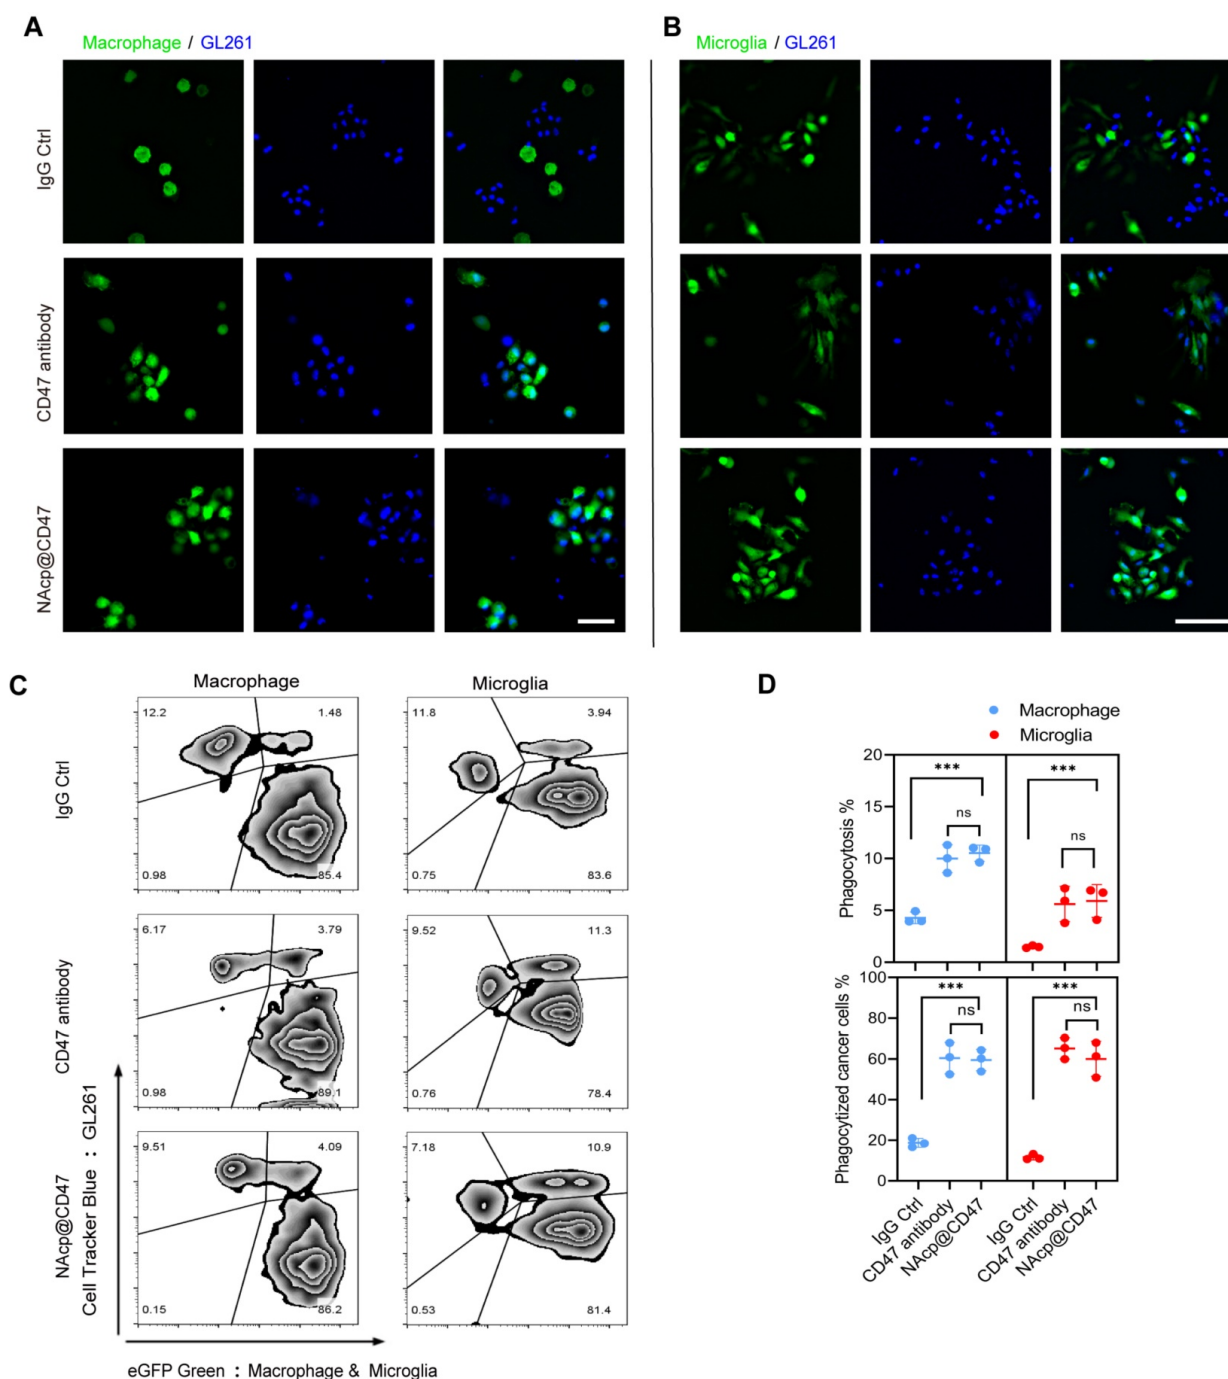 A
Macrophage / GL261
IgG Ctrl
CD47 antibody
NAcp@CD47
B
Microglia / GL261
C
Macrophage
Microglia
IgG Ctrl
12.2 1.48
0.98 85.4
11.8 3.94
0.75 83.6
CD47 antibody
6.17 3.79
0.98 89.1
9.52 11.3
0.76 78.4
NAcp@CD47
9.51 4.09
0.15 86.2
7.18 10.9
0.53 81.4
Cell Tracker Blue : GL261
eGFP Green : Macrophage & Microglia
D
Macrophage
Microglia
Phagocytosis %
20
15
10
5
0
***
ns
***
ns
Phagocytized cancer cells %
100
80
60
40
20
0
***
ns
***
ns
IgG Ctrl
CD47 antibody
NAcp@CD47
IgG Ctrl
CD47 antibody
NAcp@CD47